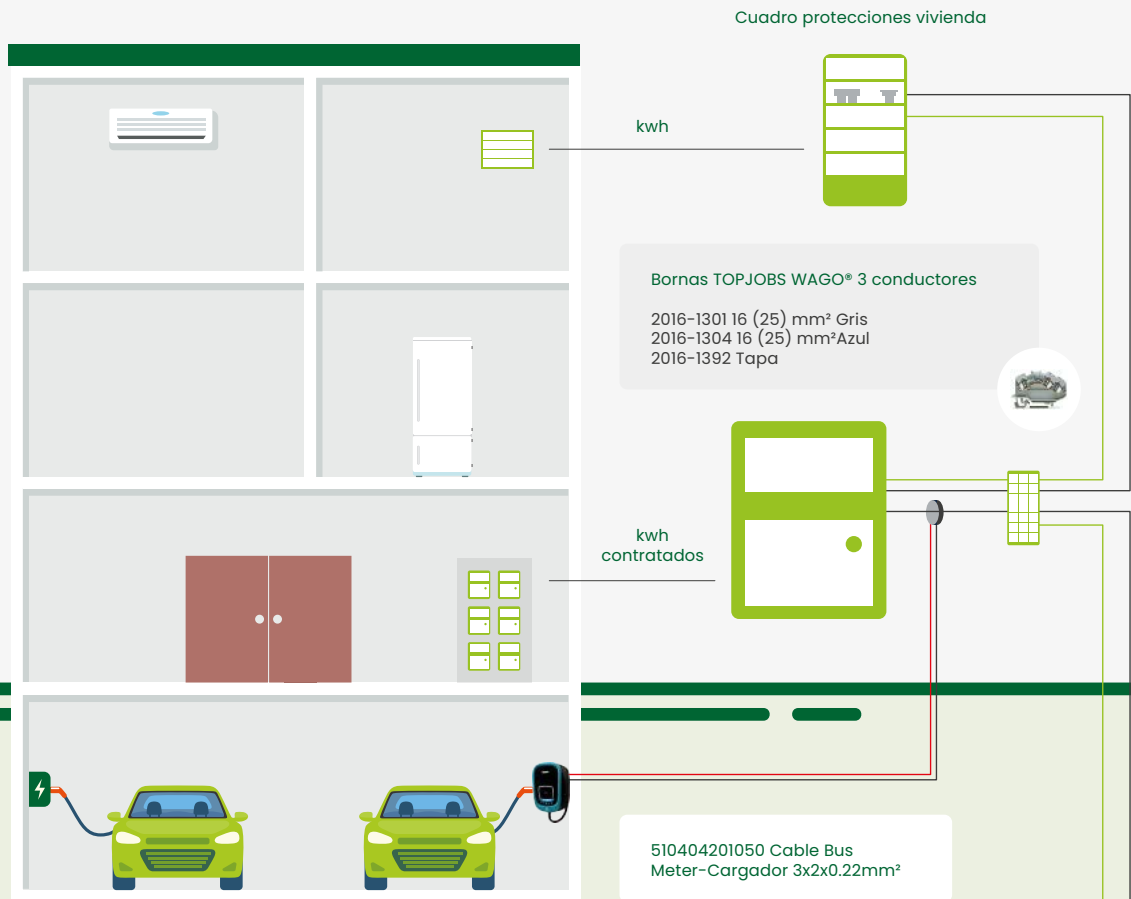 Cuadro protecciones vivienda
kwh
Bornas TOPJOBS WAGO® 3 conductores
2016-1301 16 (25) mm² Gris
2016-1304 16 (25) mm²Azul
2016-1392 Tapa
kwh
contratados
510404201050 Cable Bus
Meter-Cargador 3x2x0.22mm²